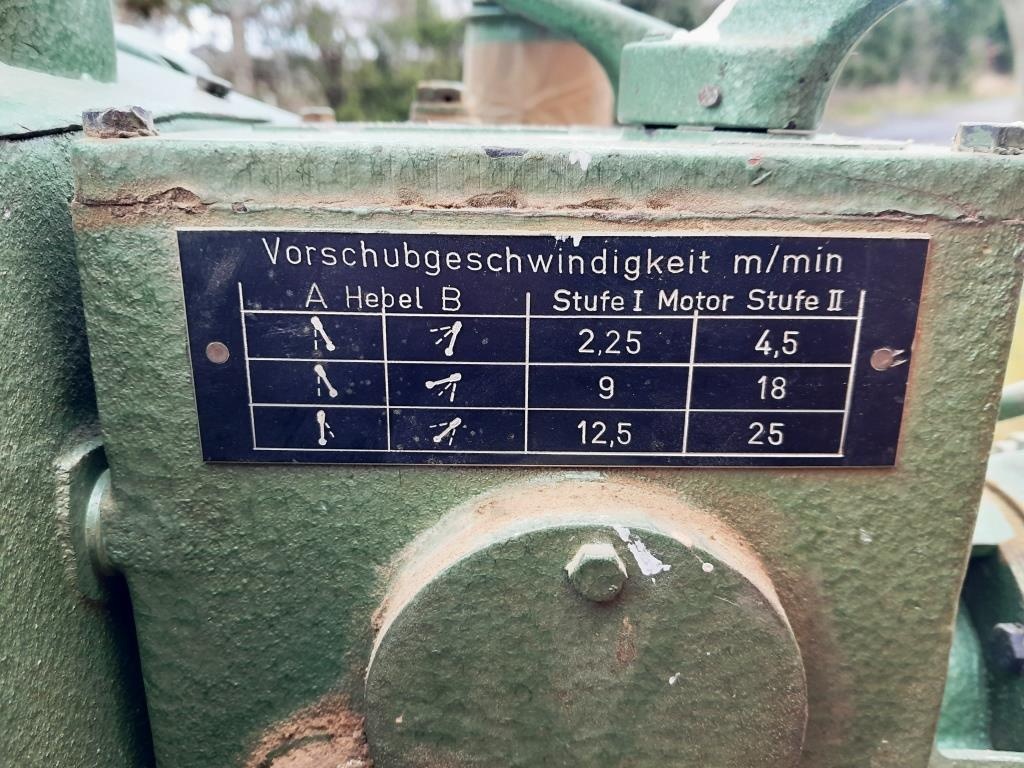 Vorschubgeschwindigkeit m/min
A Hebel B Stufe I Motor Stufe II
2,25 4,5
9 18
12,5 25